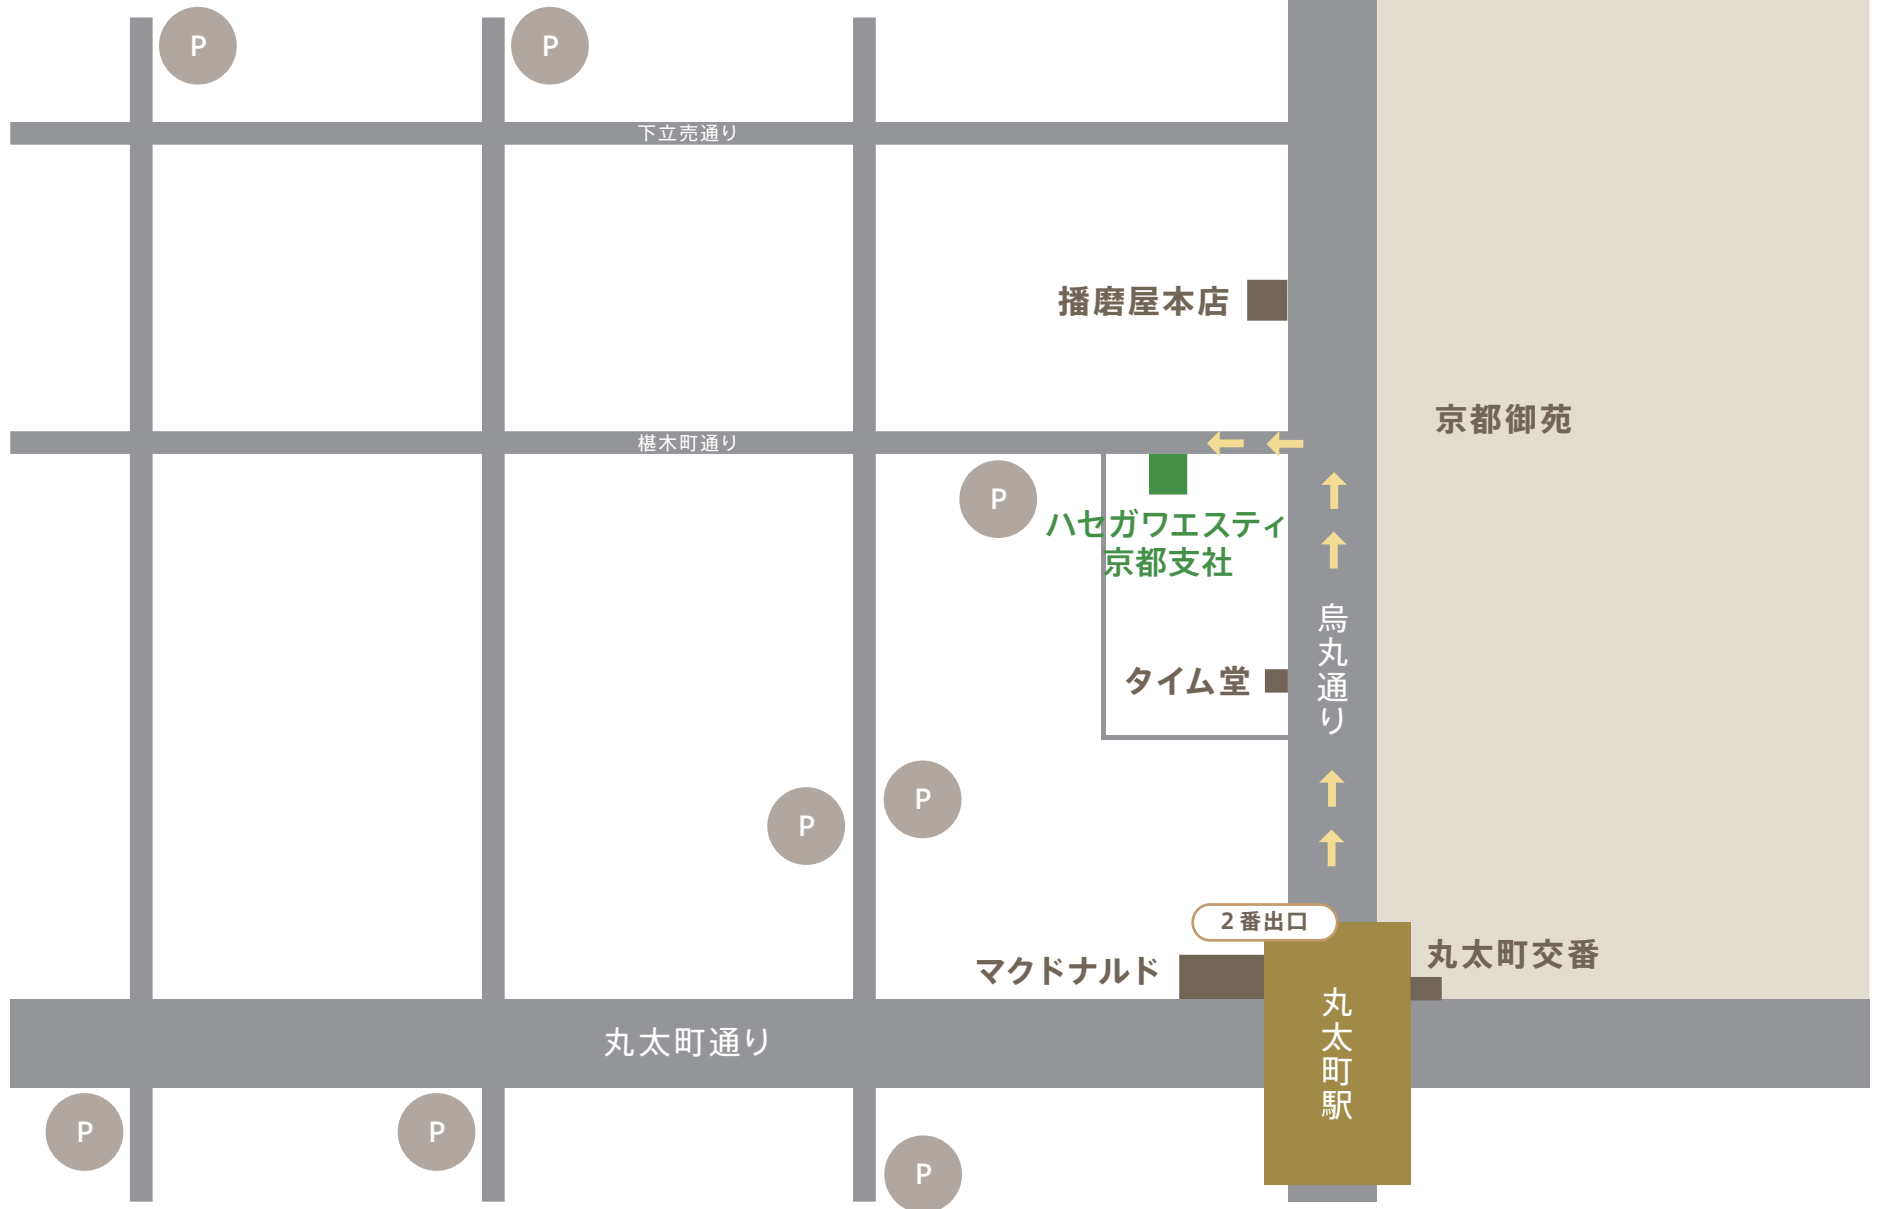 P
P
下立売通り
播磨屋本店
京都御苑
椹木町通り
P
ハセガワエスティ
京都支社
烏丸通り
タイム堂
P
P
2番出口
丸太町交番
マクドナルド
丸太町駅
丸太町通り
P
P
P